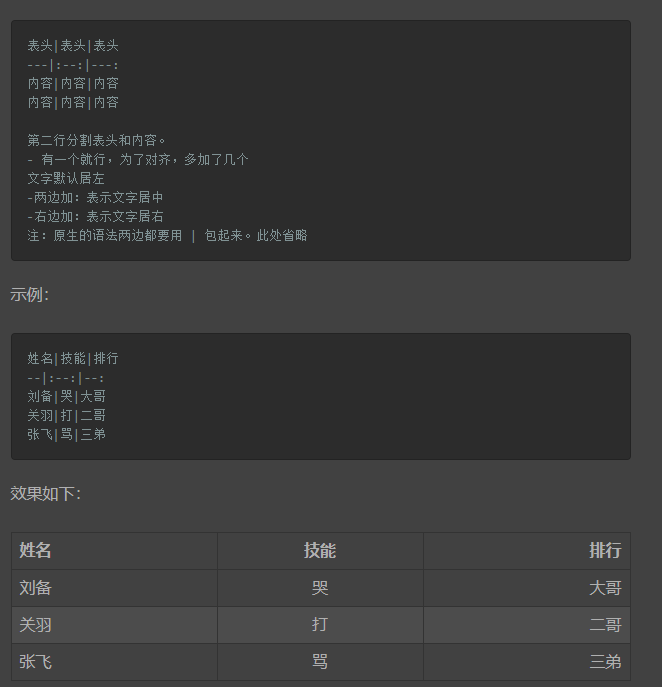 表头|表头|表头
---|:--:|---:
内容|内容|内容
内容|内容|内容
第二行分割表头和内容。
- 有一个就行，为了对齐，多加了几个
文字默认居左
-两边加：表示文字居中
-右边加：表示文字居右
注：原生的语法两边都要用 | 包起来。此处省略
示例：
姓名|技能|排行
--|:--:|--:
刘备|哭|大哥
关羽|打|二哥
张飞|骂|三弟
效果如下：
姓名 技能 排行
刘备 哭 大哥
关羽 打 二哥
张飞 骂 三弟